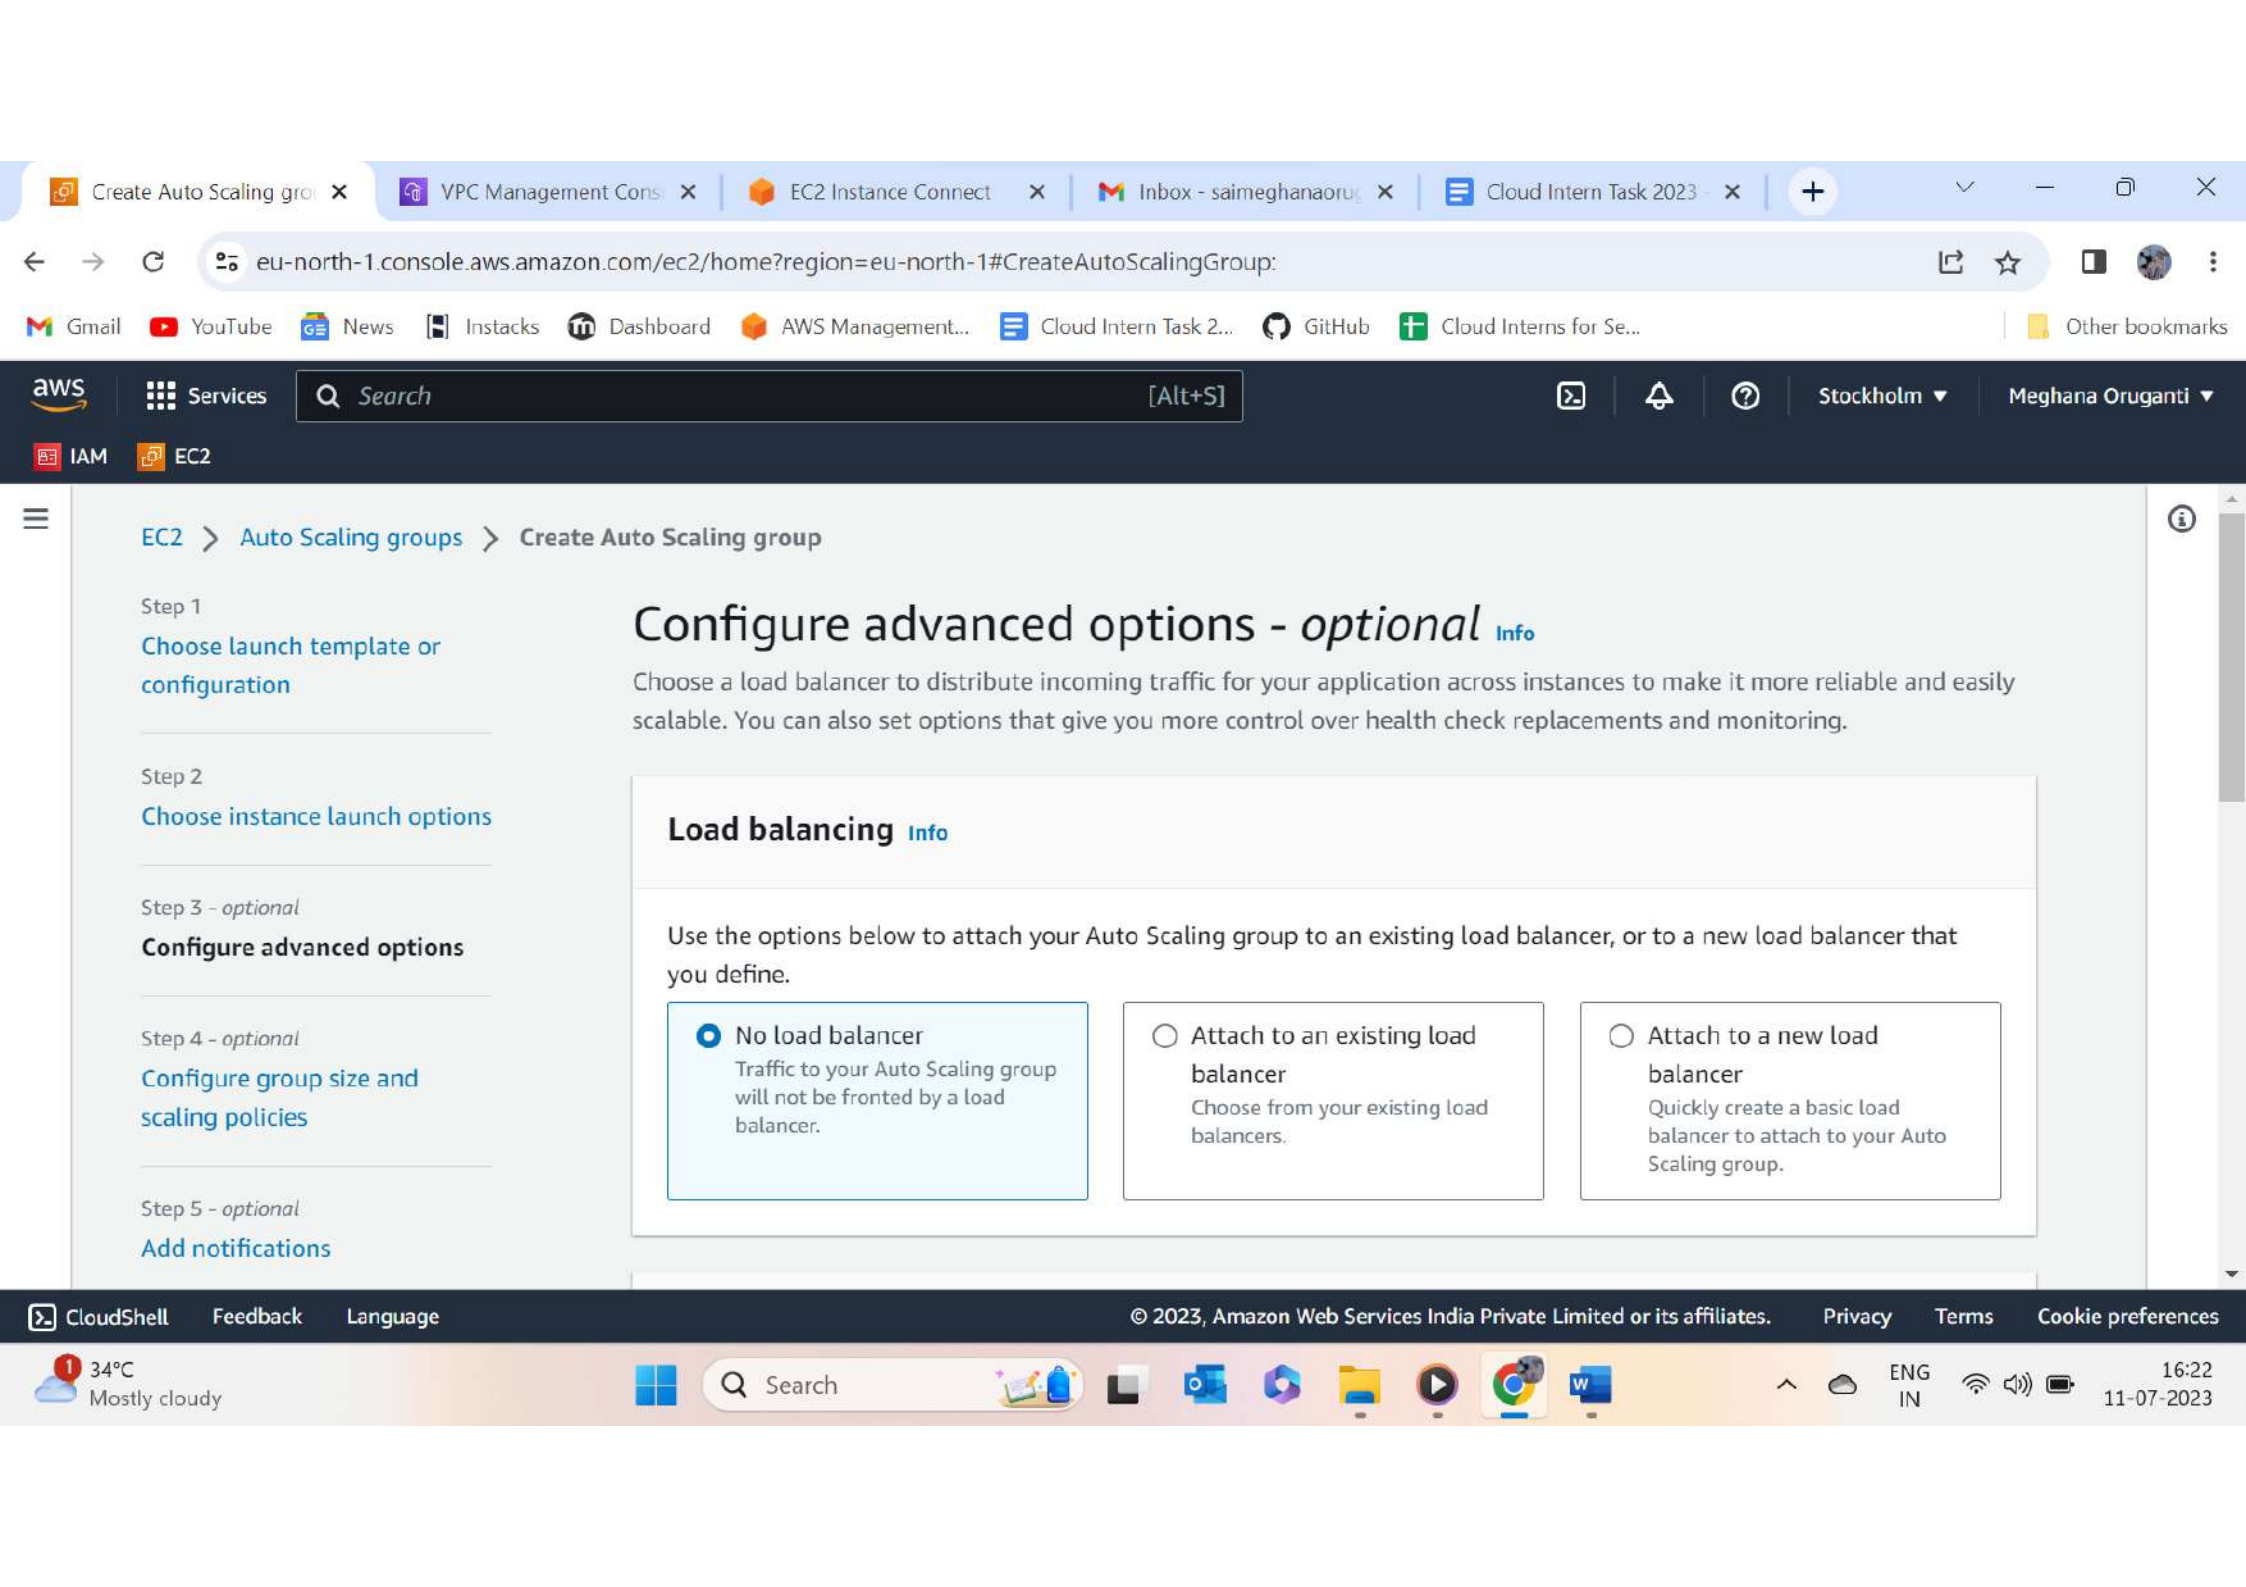 Create Auto Scaling gro
VPC Management Cons
EC2 Instance Connect
Inbox - saimeghanaoru
Cloud Intern Task 2023 -
eu-north-1.console.aws.amazon.com/ec2/home?region=eu-north-1#CreateAutoScalingGroup:
Gmail
YouTube
GE
News
Instacks
Dashboard
AWS Management...
Cloud Intern Task 2...
GitHub
Cloud Interns for Se...
Other bookmarks
aws
Services
Search
[Alt+S]
Stockholm
Meghana Oruganti
IAM
EC2
EC2 > Auto Scaling groups > Create Auto Scaling group
Step 1
Choose launch template or
configuration
Step 2
Choose instance launch options
Step 3 - optional
Configure advanced options
Step 4 - optional
Configure group size and
scaling policies
Step 5 - optional
Add notifications
Configure advanced options - optional Info
Choose a load balancer to distribute incoming traffic for your application across instances to make it more reliable and easily
scalable. You can also set options that give you more control over health check replacements and monitoring.
Load balancing Info
Use the options below to attach your Auto Scaling group to an existing load balancer, or to a new load balancer that
you define.
No load balancer
Traffic to your Auto Scaling group
will not be fronted by a load
balancer.
Attach to an existing load
balancer
Choose from your existing load
balancers.
Attach to a new load
balancer
Quickly create a basic load
balancer to attach to your Auto
Scaling group.
CloudShell
Feedback
Language
© 2023, Amazon Web Services India Private Limited or its affiliates.
Privacy
Terms
Cookie preferences
1
34°C
Mostly cloudy
Search
ENG
IN
16:22
11-07-2023